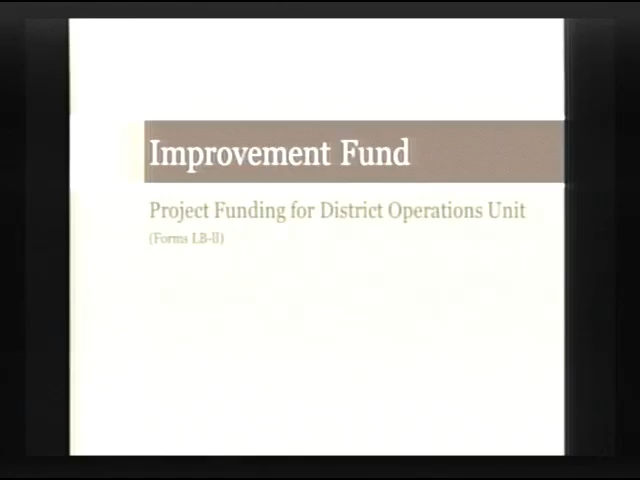 Improvement Fund
Project Funding for District Operations Unit
(Forms LB-II)